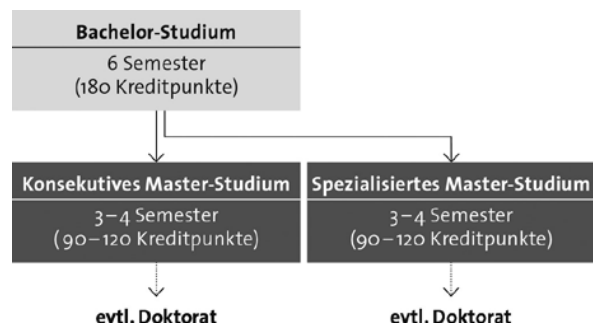 Bachelor-Studium
6 Semester
(180 Kreditpunkte)
Konsekutives Master-Studium
3–4 Semester
(90–120 Kreditpunkte)
Spezialisiertes Master-Studium
3–4 Semester
(90–120 Kreditpunkte)
evtl. Doktorat
evtl. Doktorat